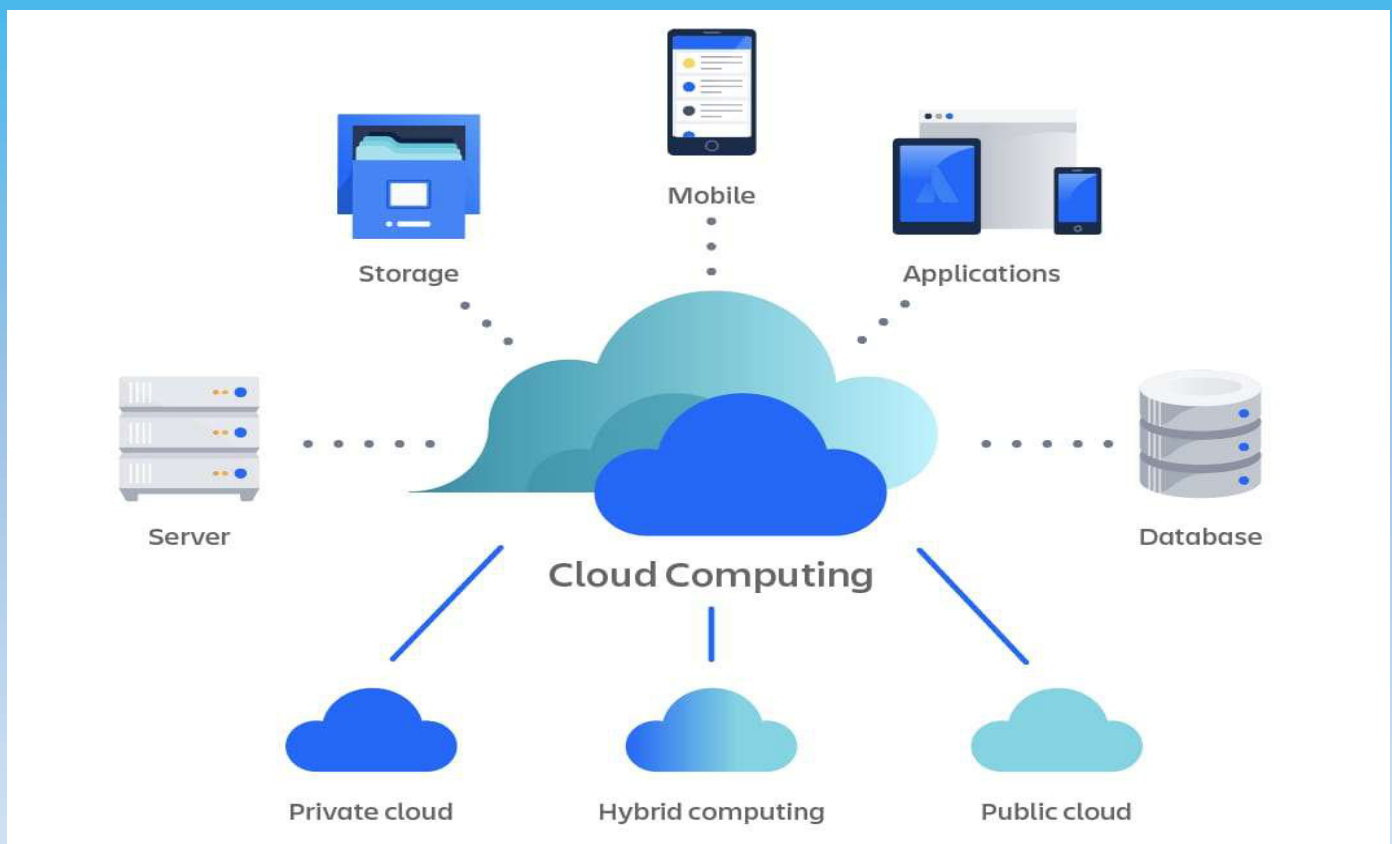 Mobile
Storage
Applications
Server
Database
Cloud Computing
Private cloud
Hybrid computing
Public cloud